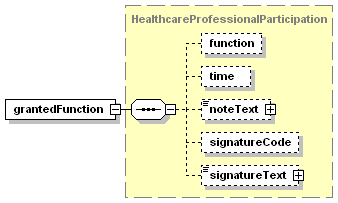 HealthcareProfessionalParticipation
function
time
grantedFunction
noteText
signatureCode
signatureText